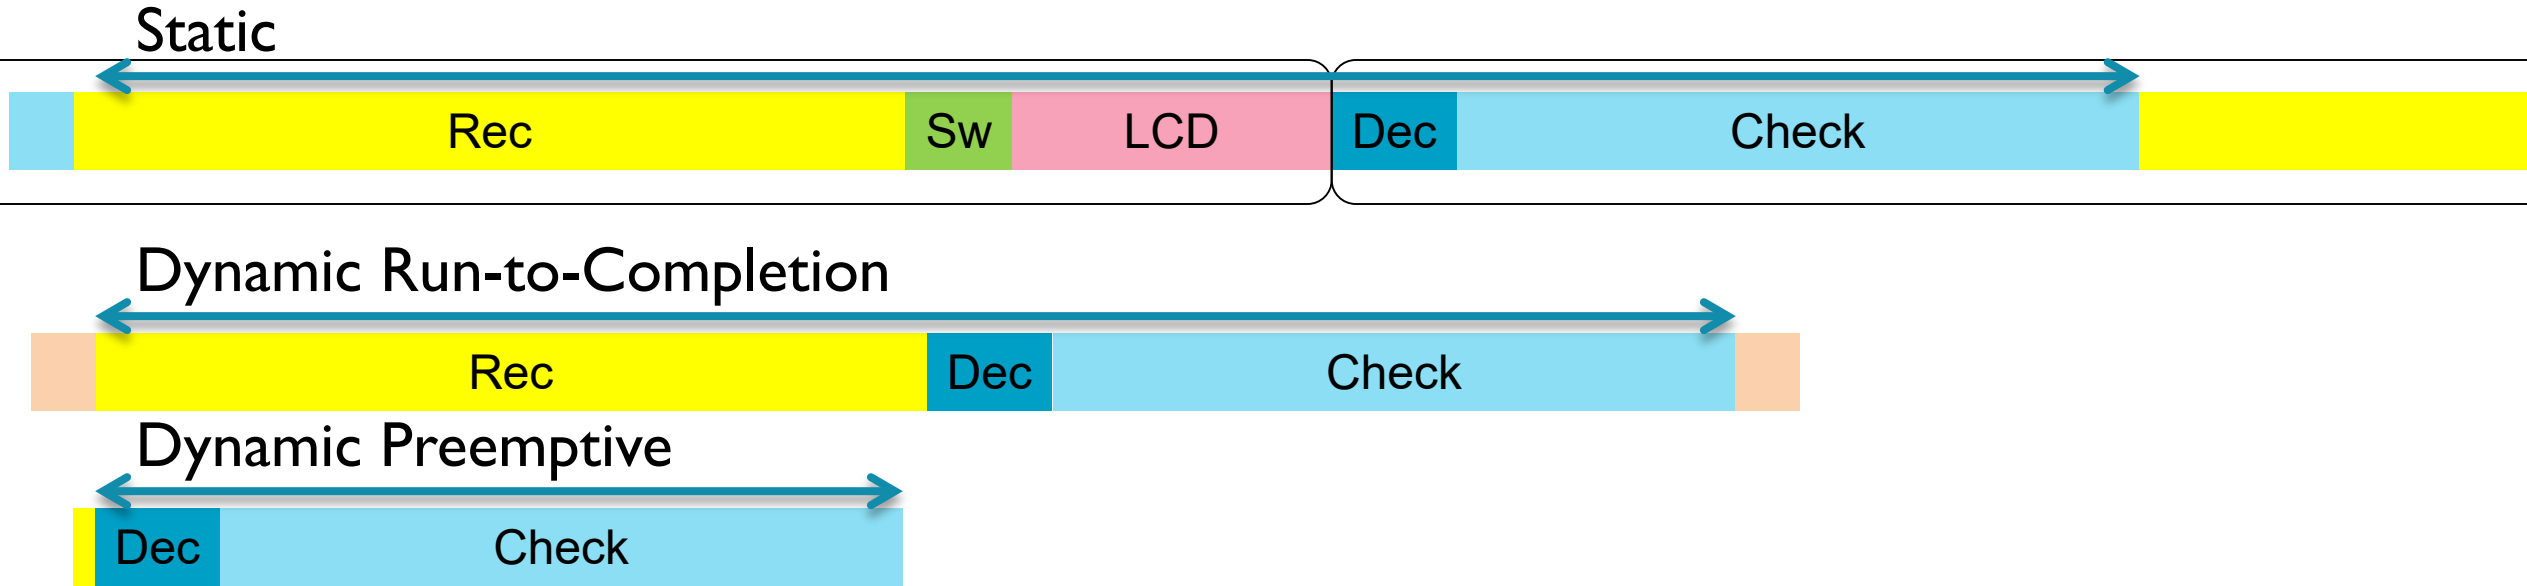 Static
Rec Sw LCD Dec Check
Dynamic Run-to-Completion
Rec Dec Check
Dynamic Preemptive
Dec Check